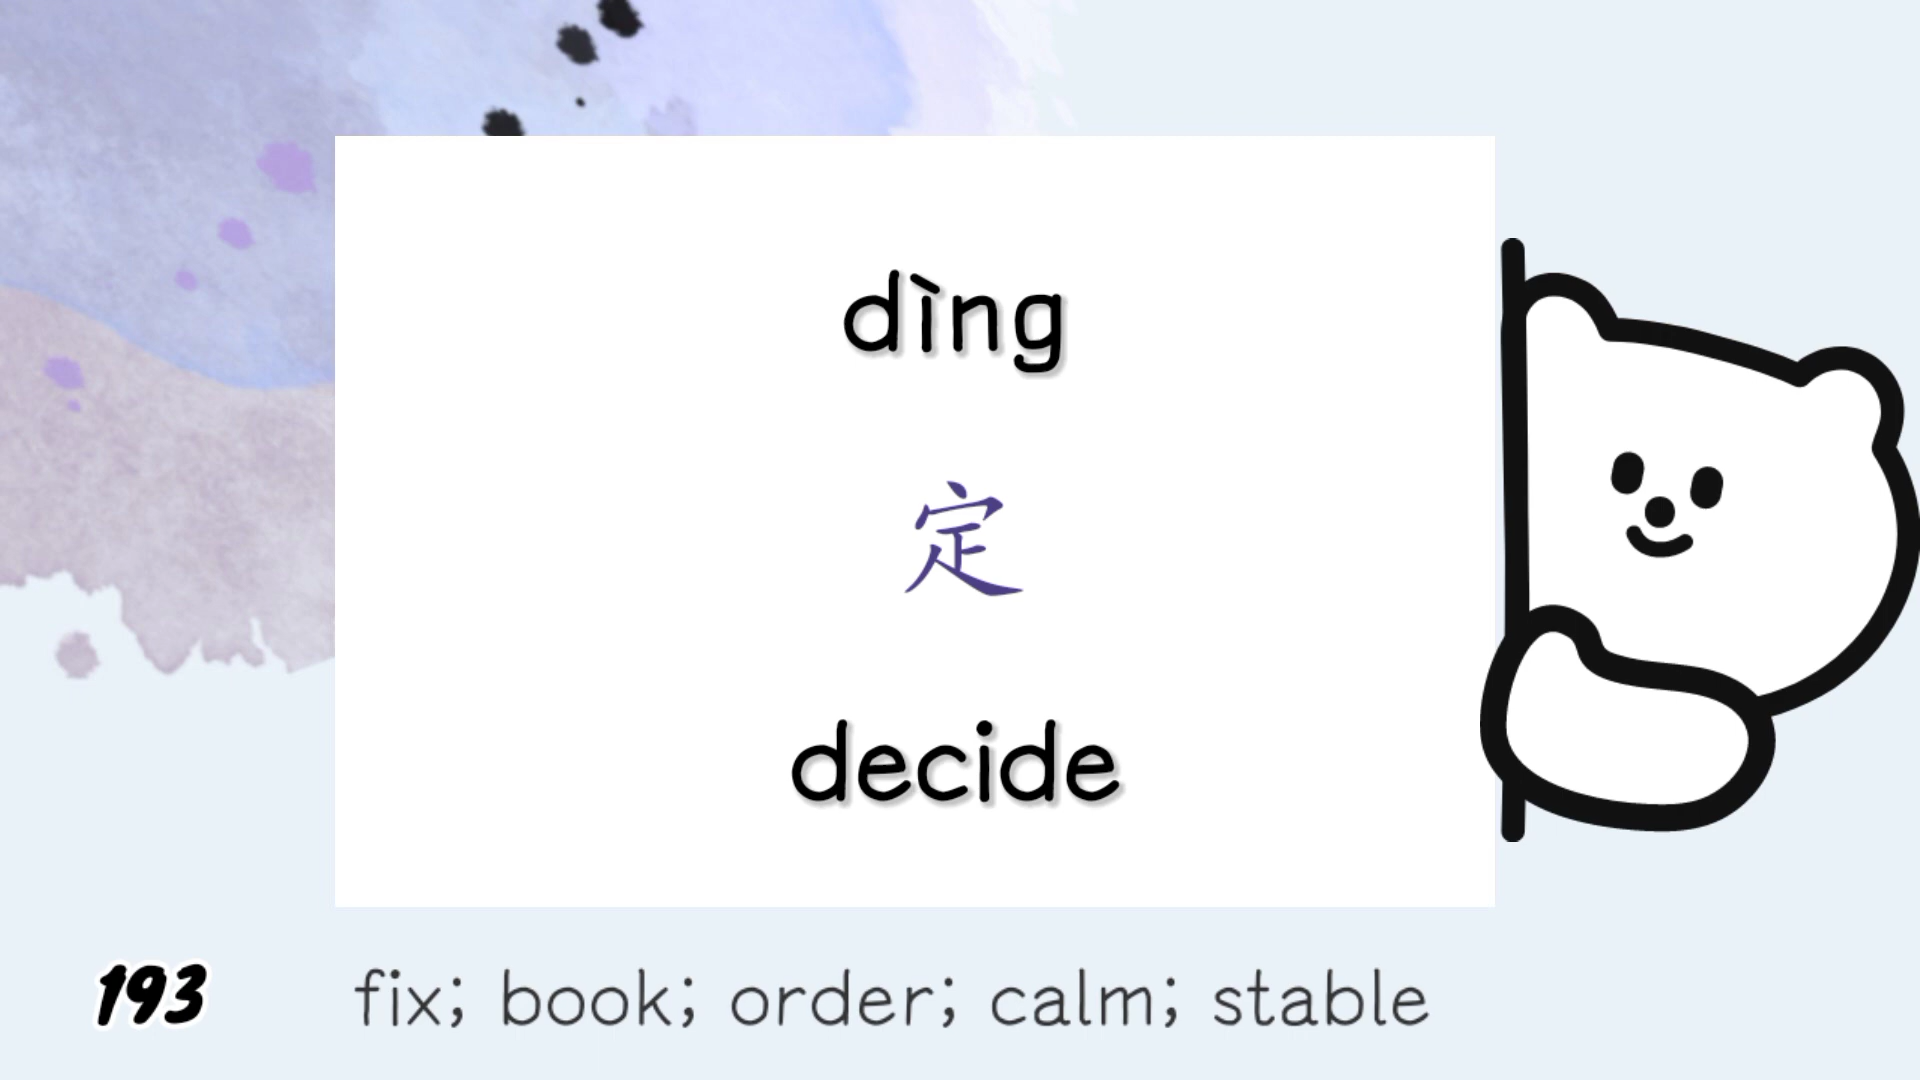 dìng
定
decide
193
fix; book; order; calm; stable